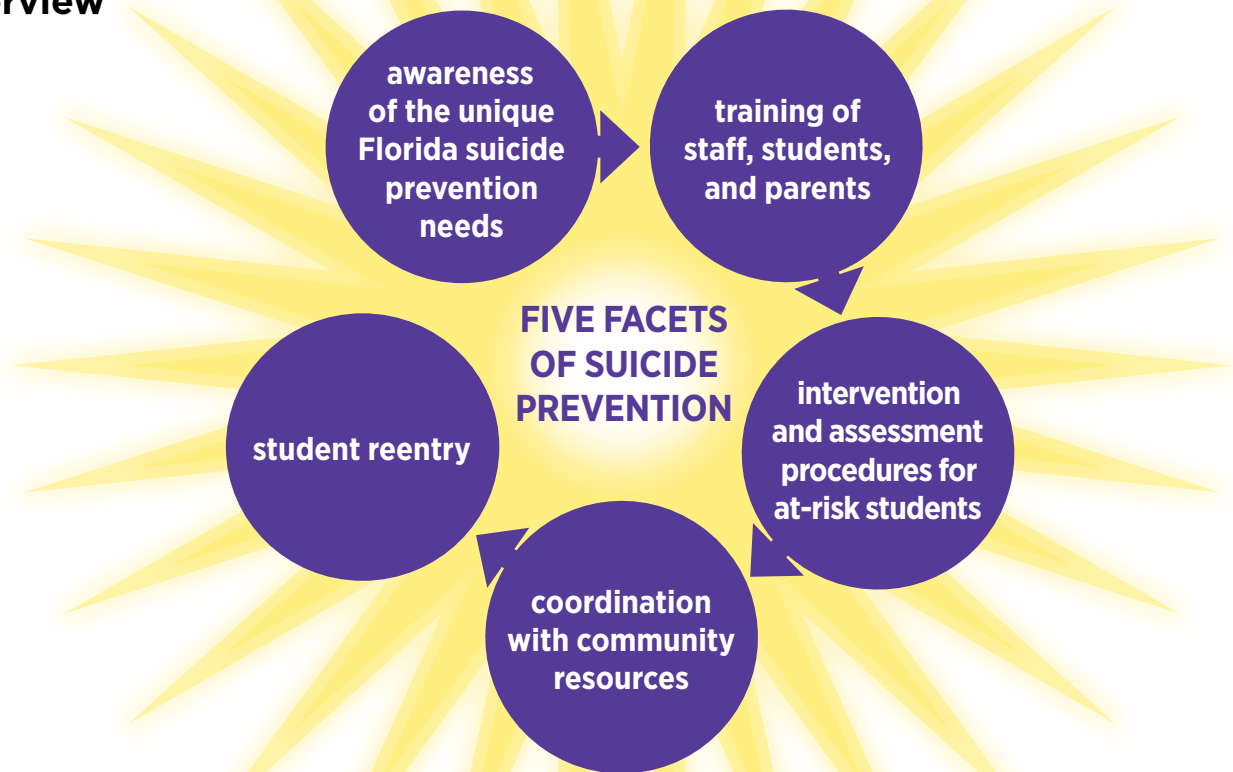 awareness
of the unique
Florida suicide
prevention
needs
training of
staff, students,
and parents
FIVE FACETS
OF SUICIDE
PREVENTION
intervention
and assessment
procedures for
at-risk students
coordination
with community
resources
student reentry